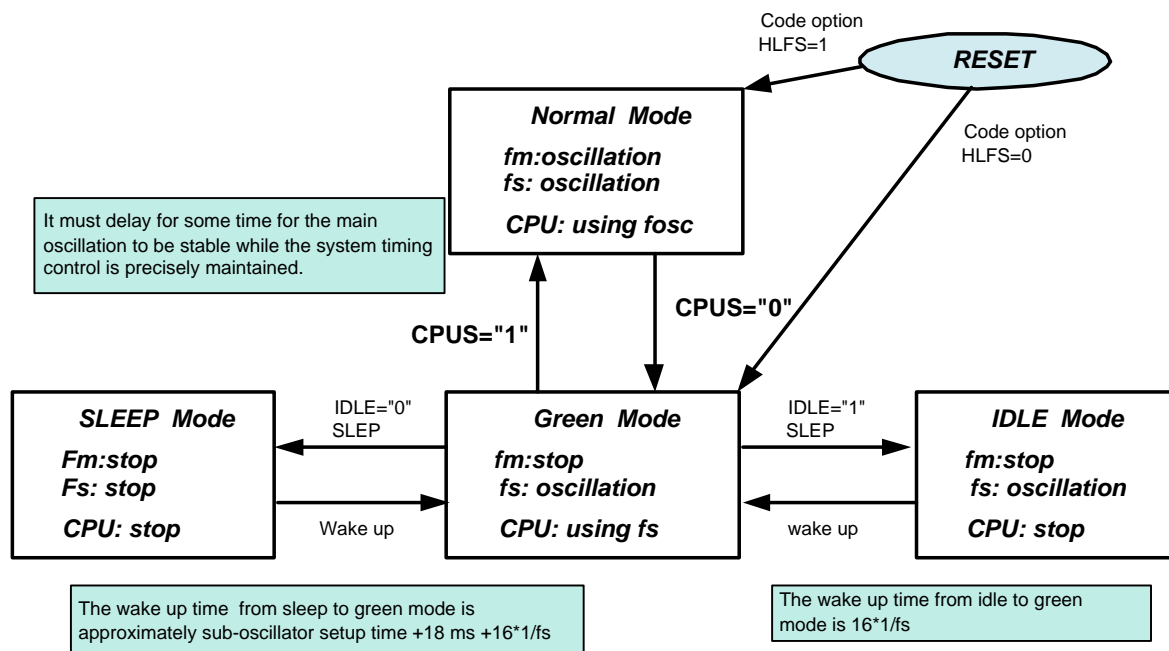 Code option
HLFS=1
RESET
Normal Mode
fm:oscillation
fs: oscillation
CPU: using fosc
Code option
HLFS=0
It must delay for some time for the main
oscillation to be stable while the system timing
control is precisely maintained.
CPUS="1"
CPUS="0"
SLEEP Mode
Fm:stop
Fs: stop
CPU: stop
IDLE="0"
SLEP
Wake up
Green Mode
fm:stop
fs: oscillation
CPU: using fs
IDLE="1"
SLEP
wake up
IDLE Mode
fm:stop
fs: oscillation
CPU: stop
The wake up time from sleep to green mode is
approximately sub-oscillator setup time +18 ms +16*1/fs
The wake up time from idle to green
mode is 16*1/fs